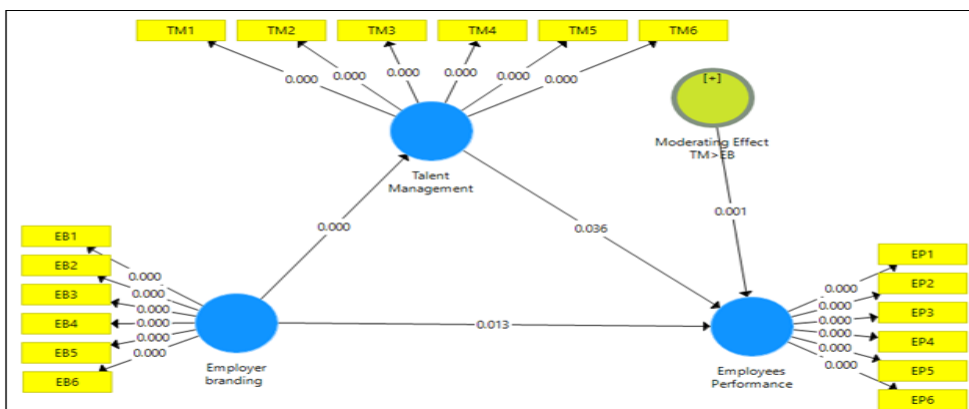 TM1 TM2 TM3 TM4 TM5 TM6
0.000 0.000 0.000 0.000 0.000 0.000
[+]
Moderating Effect
TM>EB
Talent
Management
0.000
0.036
0.001
EB1
EB2
EB3
EB4
EB5
EB6
0.000
0.000
0.000
0.000
0.000
0.000
Employer
branding
0.013
Employees
Performance
0.000
0.000
0.000
0.000
0.000
0.000
EP1
EP2
EP3
EP4
EP5
EP6